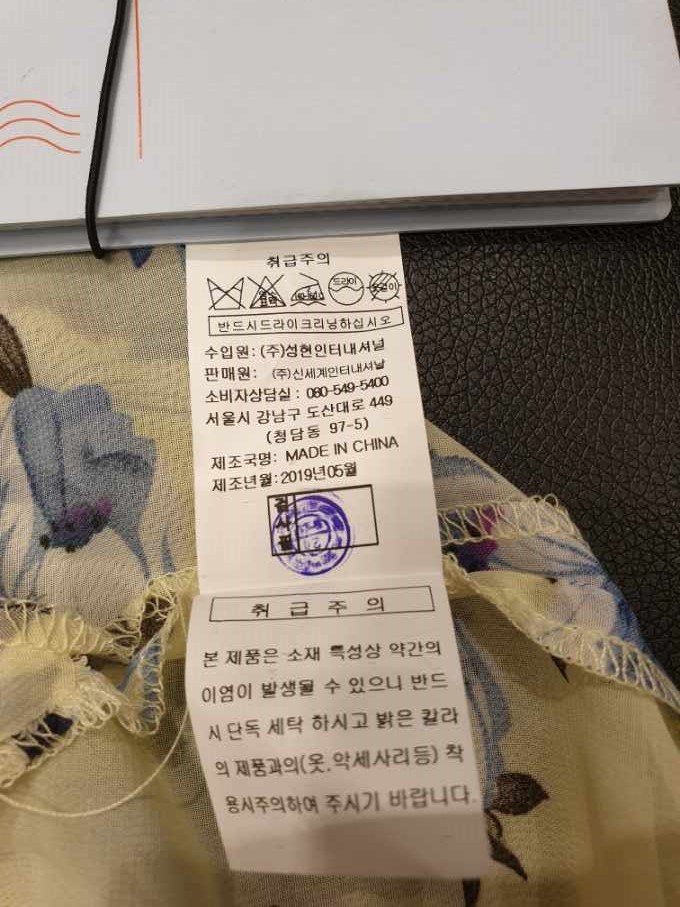 취급주의
드라이
반드시드라이크리닝하십시오
수입원: (주)성현인터내셔널
판매원: (주)신세계인터내셔날
소비자상담실 : 080-549-5400
서울시 강남구 도산대로 449
(청담동 97-5)
제조국명: MADE IN CHINA
제조년월:2019년05월
검사필
취급주의
본 제품은 소재 특성상 약간의
이염이 발생될 수 있으니 반드
시 단독 세탁 하시고 밝은 칼라
의 제품과의(옷,악세사리등) 착
용시주의하여 주시기 바랍니다.